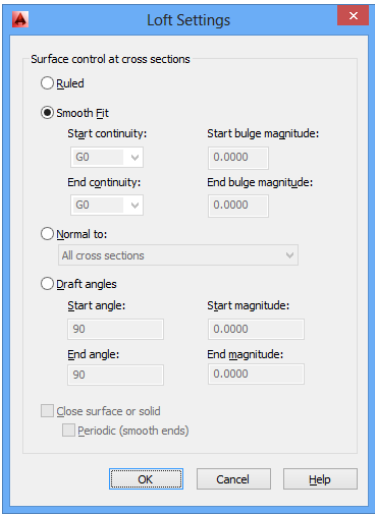 Loft Settings
Surface control at cross sections
Ruled
Smooth Fit
Start continuity: Start bulge magnitude:
G0 0.0000
End continuity: End bulge magnitude:
G0 0.0000
Normal to:
All cross sections
Draft angles
Start angle: Start magnitude:
90 0.0000
End angle: End magnitude:
90 0.0000
Close surface or solid
Periodic (smooth ends)
OK Cancel Help